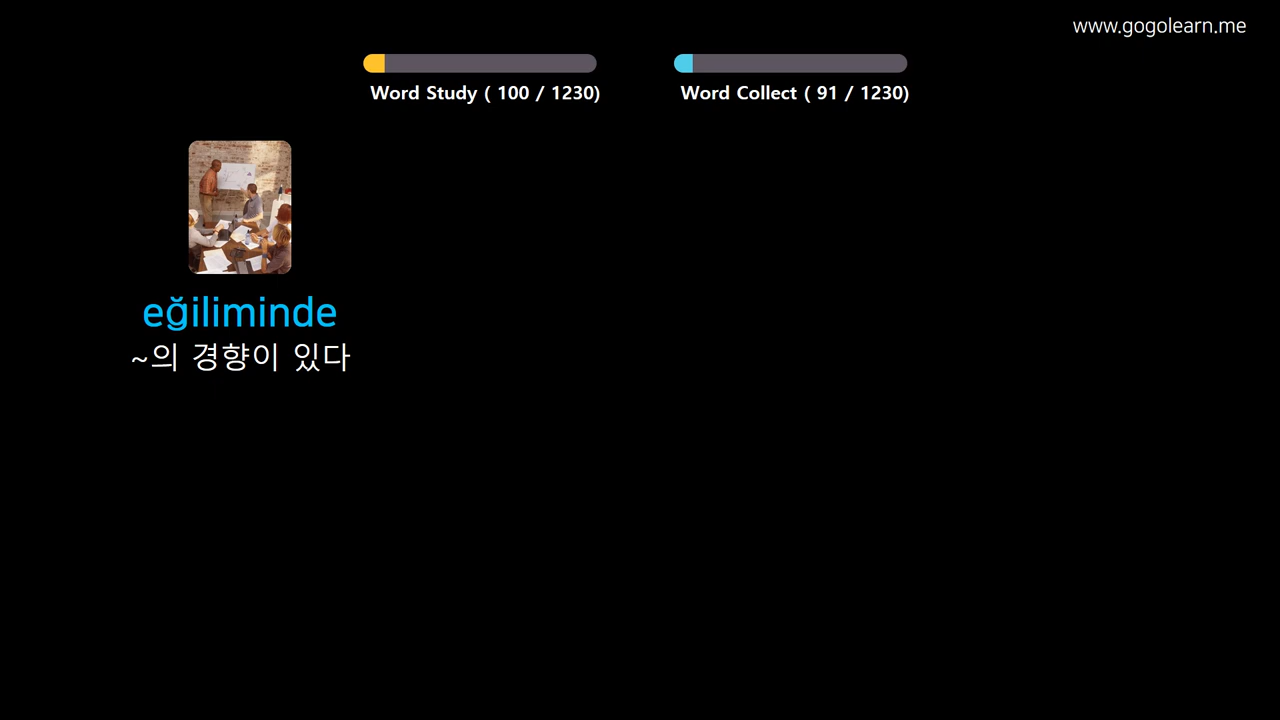 www.gogolearn.me
Word Study ( 100 / 1230)
Word Collect ( 91 / 1230)
eğiliminde
~의 경향이 있다